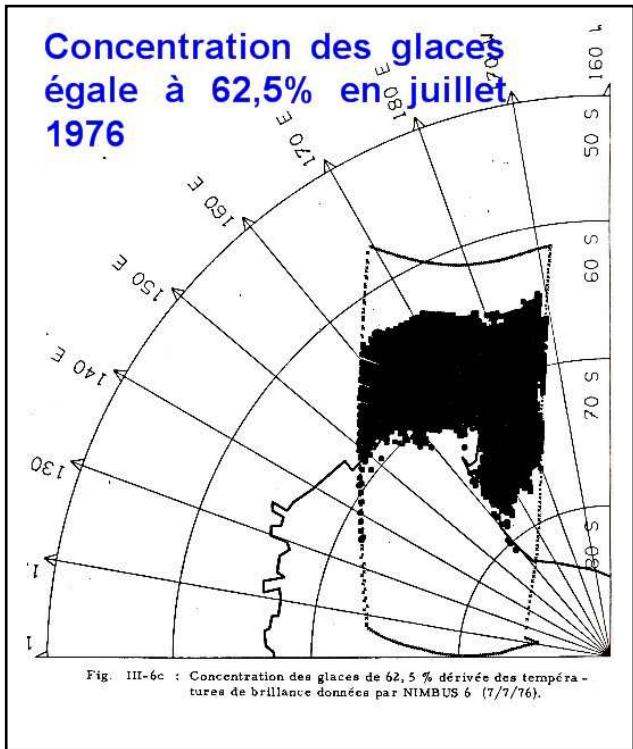 Concentration des glaces
égale à 62,5% en juillet
1976
160 W
180 E
170 E
160 E
150 E
140 E
130
50 S
60 S
70 S
80 S
Fig. III-6c : Concentration des glaces de 62, 5 % dérivée des tempéra -
tures de brillance données par NIMBUS 6 (7/7/76).